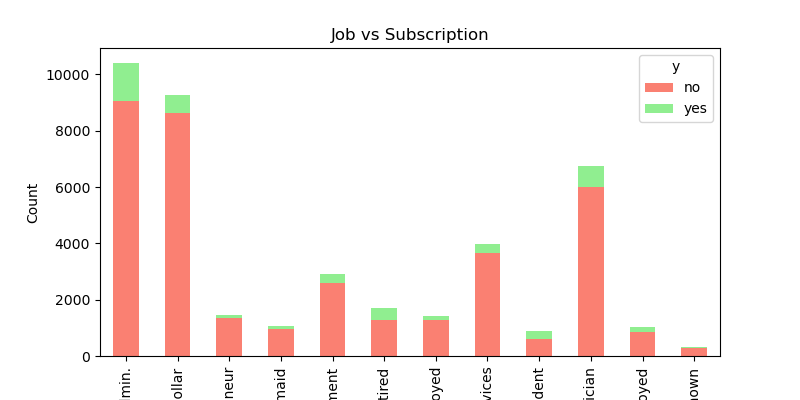 Job vs Subscription
y
no
yes
Count
10000
8000
6000
4000
2000
0
min.
ollar
neur
maid
ment
tired
oyed
vices
dent
ician
oyed
nown